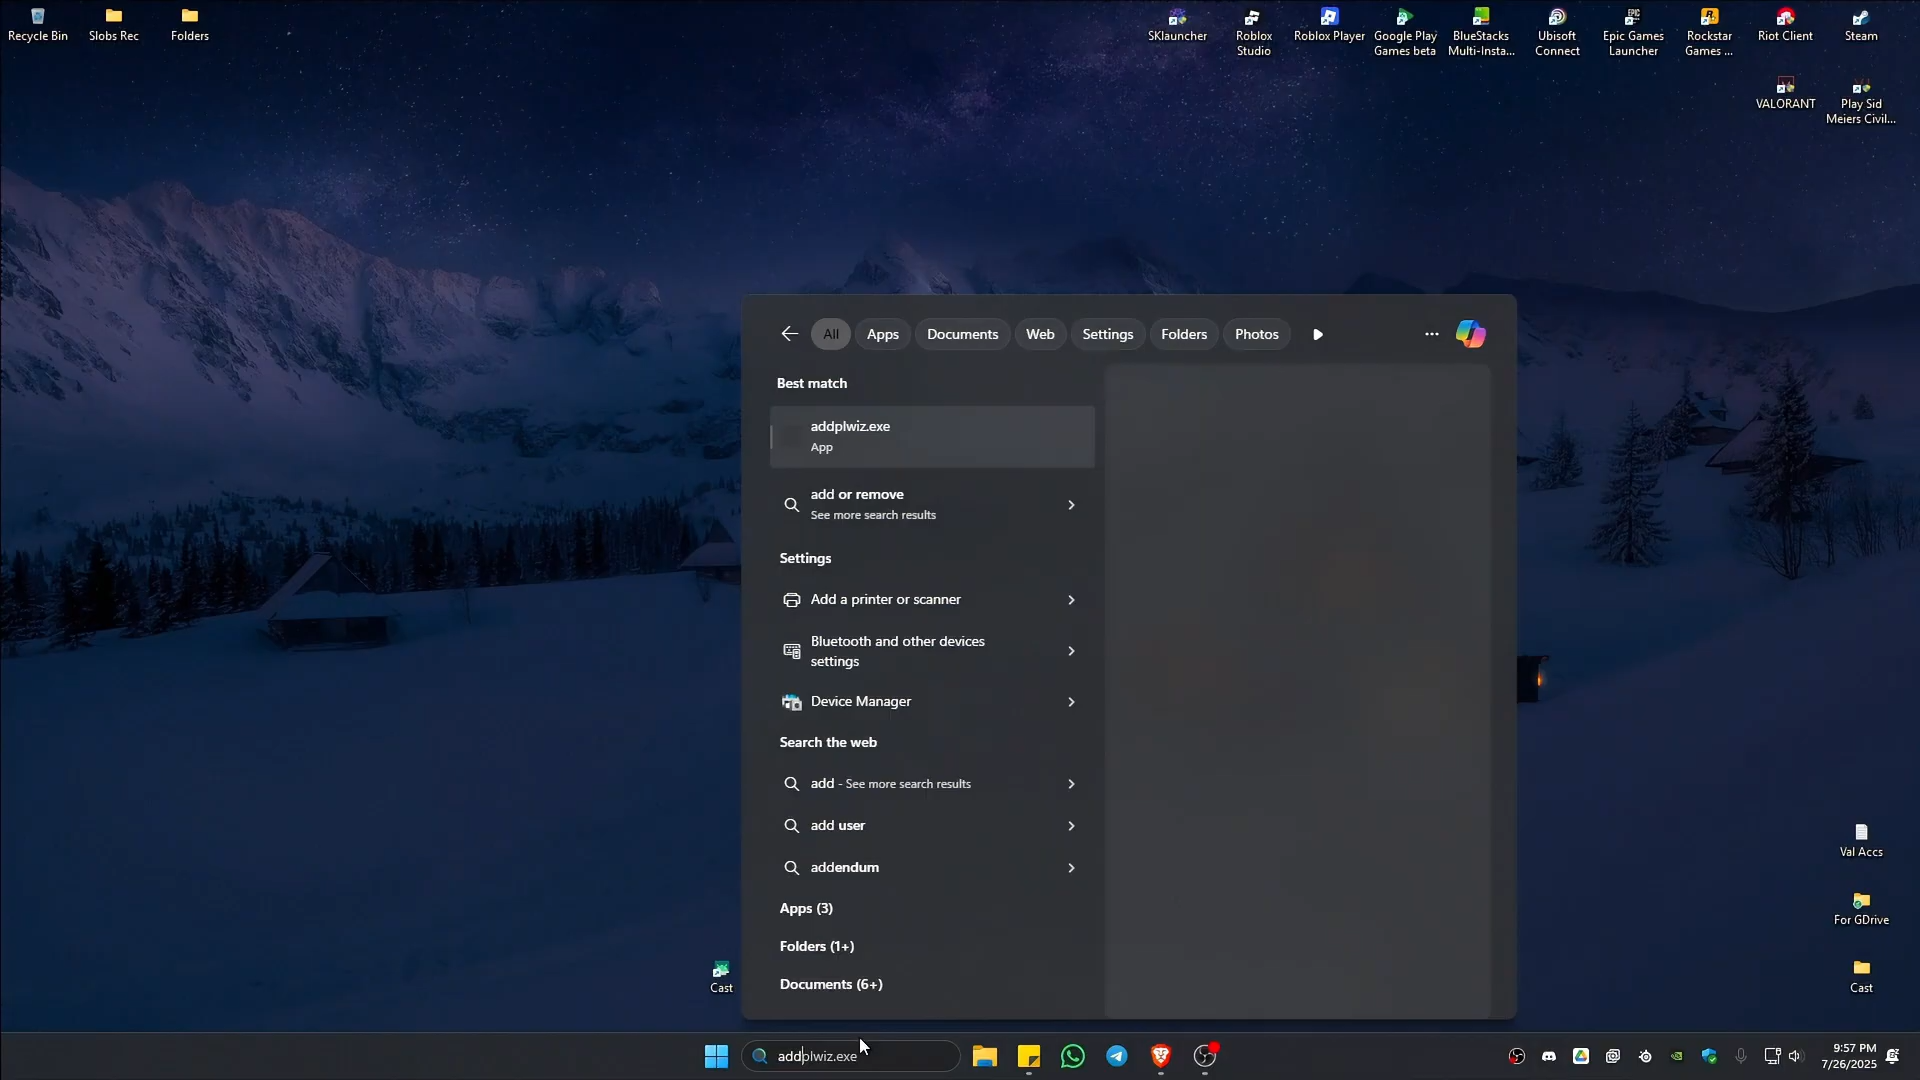 Recycle Bin
Slobs Rec
Folders
SKlauncher
Roblox
Studio
Roblox Player
Google Play
Games beta
BlueStacks
Multi-Insta...
Ubisoft
Connect
Epic Games
Launcher
Rockstar
Games ...
Riot Client
Steam
VALORANT
Play Sid
Meiers Civil...
All
Apps
Documents
Web
Settings
Folders
Photos
Best match
addplwiz.exe
App
add or remove
See more search results
Settings
Add a printer or scanner
Bluetooth and other devices
settings
Device Manager
Search the web
add - See more search results
add user
addendum
Apps (3)
Folders (1+)
Documents (6+)
Cast
Val Accs
For GDrive
Cast
addplwiz.exe
9:57 PM
7/26/2025